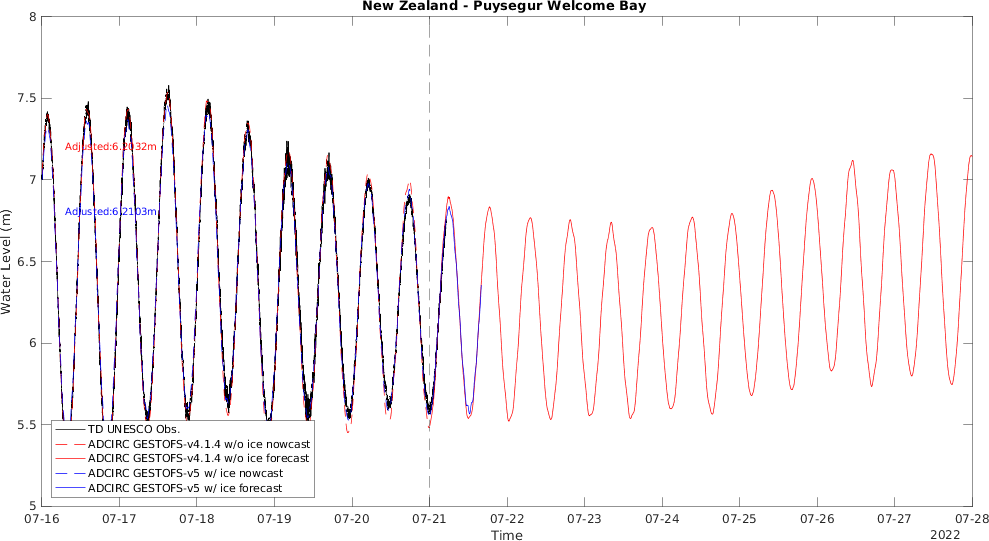 New Zealand - Puysegur Welcome Bay
8
7.5
7
6.5
6
5.5
5
Water Level (m)
Adjusted:6.2032m
Adjusted:6.2103m
TD UNESCO Obs.
ADCIRC GESTOFS-v4.1.4 w/o ice nowcast
ADCIRC GESTOFS-v4.1.4 w/o ice forecast
ADCIRC GESTOFS-v5 w/ ice nowcast
ADCIRC GESTOFS-v5 w/ ice forecast
07-16 07-17 07-18 07-19 07-20 07-21 07-22 07-23 07-24 07-25 07-26 07-27 07-28
Time
2022